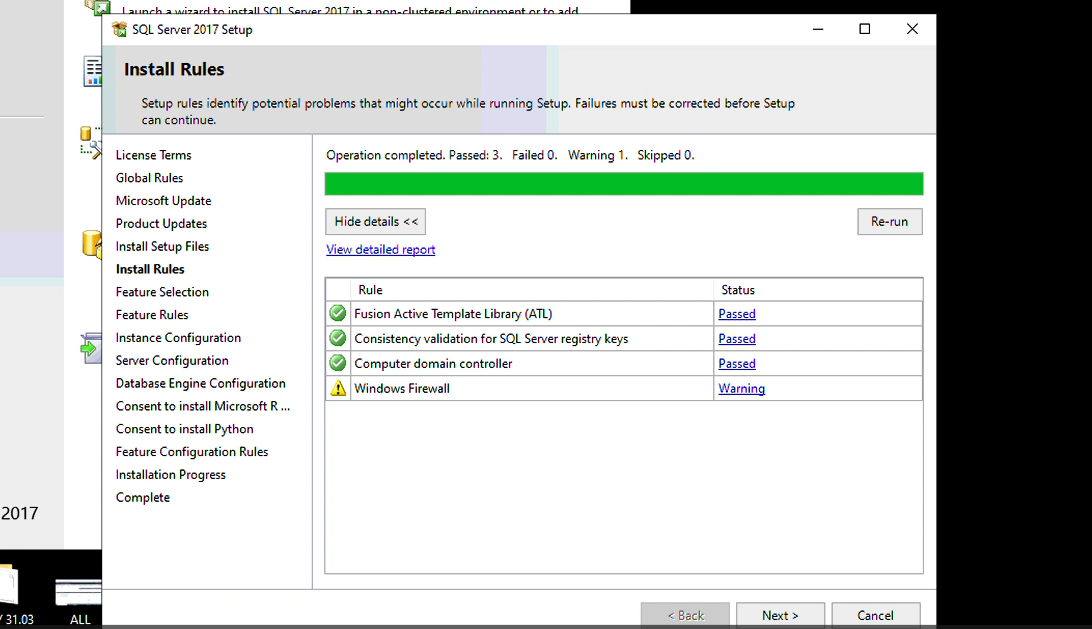 Launch a wizard to install SQL Server 2017 in a non-clustered environment or to add
SQL Server 2017 Setup
Install Rules
Setup rules identify potential problems that might occur while running Setup. Failures must be corrected before Setup
can continue.
License Terms
Global Rules
Microsoft Update
Product Updates
Install Setup Files
Install Rules
Feature Selection
Feature Rules
Instance Configuration
Server Configuration
Database Engine Configuration
Consent to install Microsoft R ...
Consent to install Python
Feature Configuration Rules
Installation Progress
Complete
Operation completed. Passed: 3. Failed 0. Warning 1. Skipped 0.
Hide details <<
Re-run
View detailed report
Rule Status
Fusion Active Template Library (ATL) Passed
Consistency validation for SQL Server registry keys Passed
Computer domain controller Passed
Windows Firewall Warning
< Back Next > Cancel
2017
/ 31.03
ALL